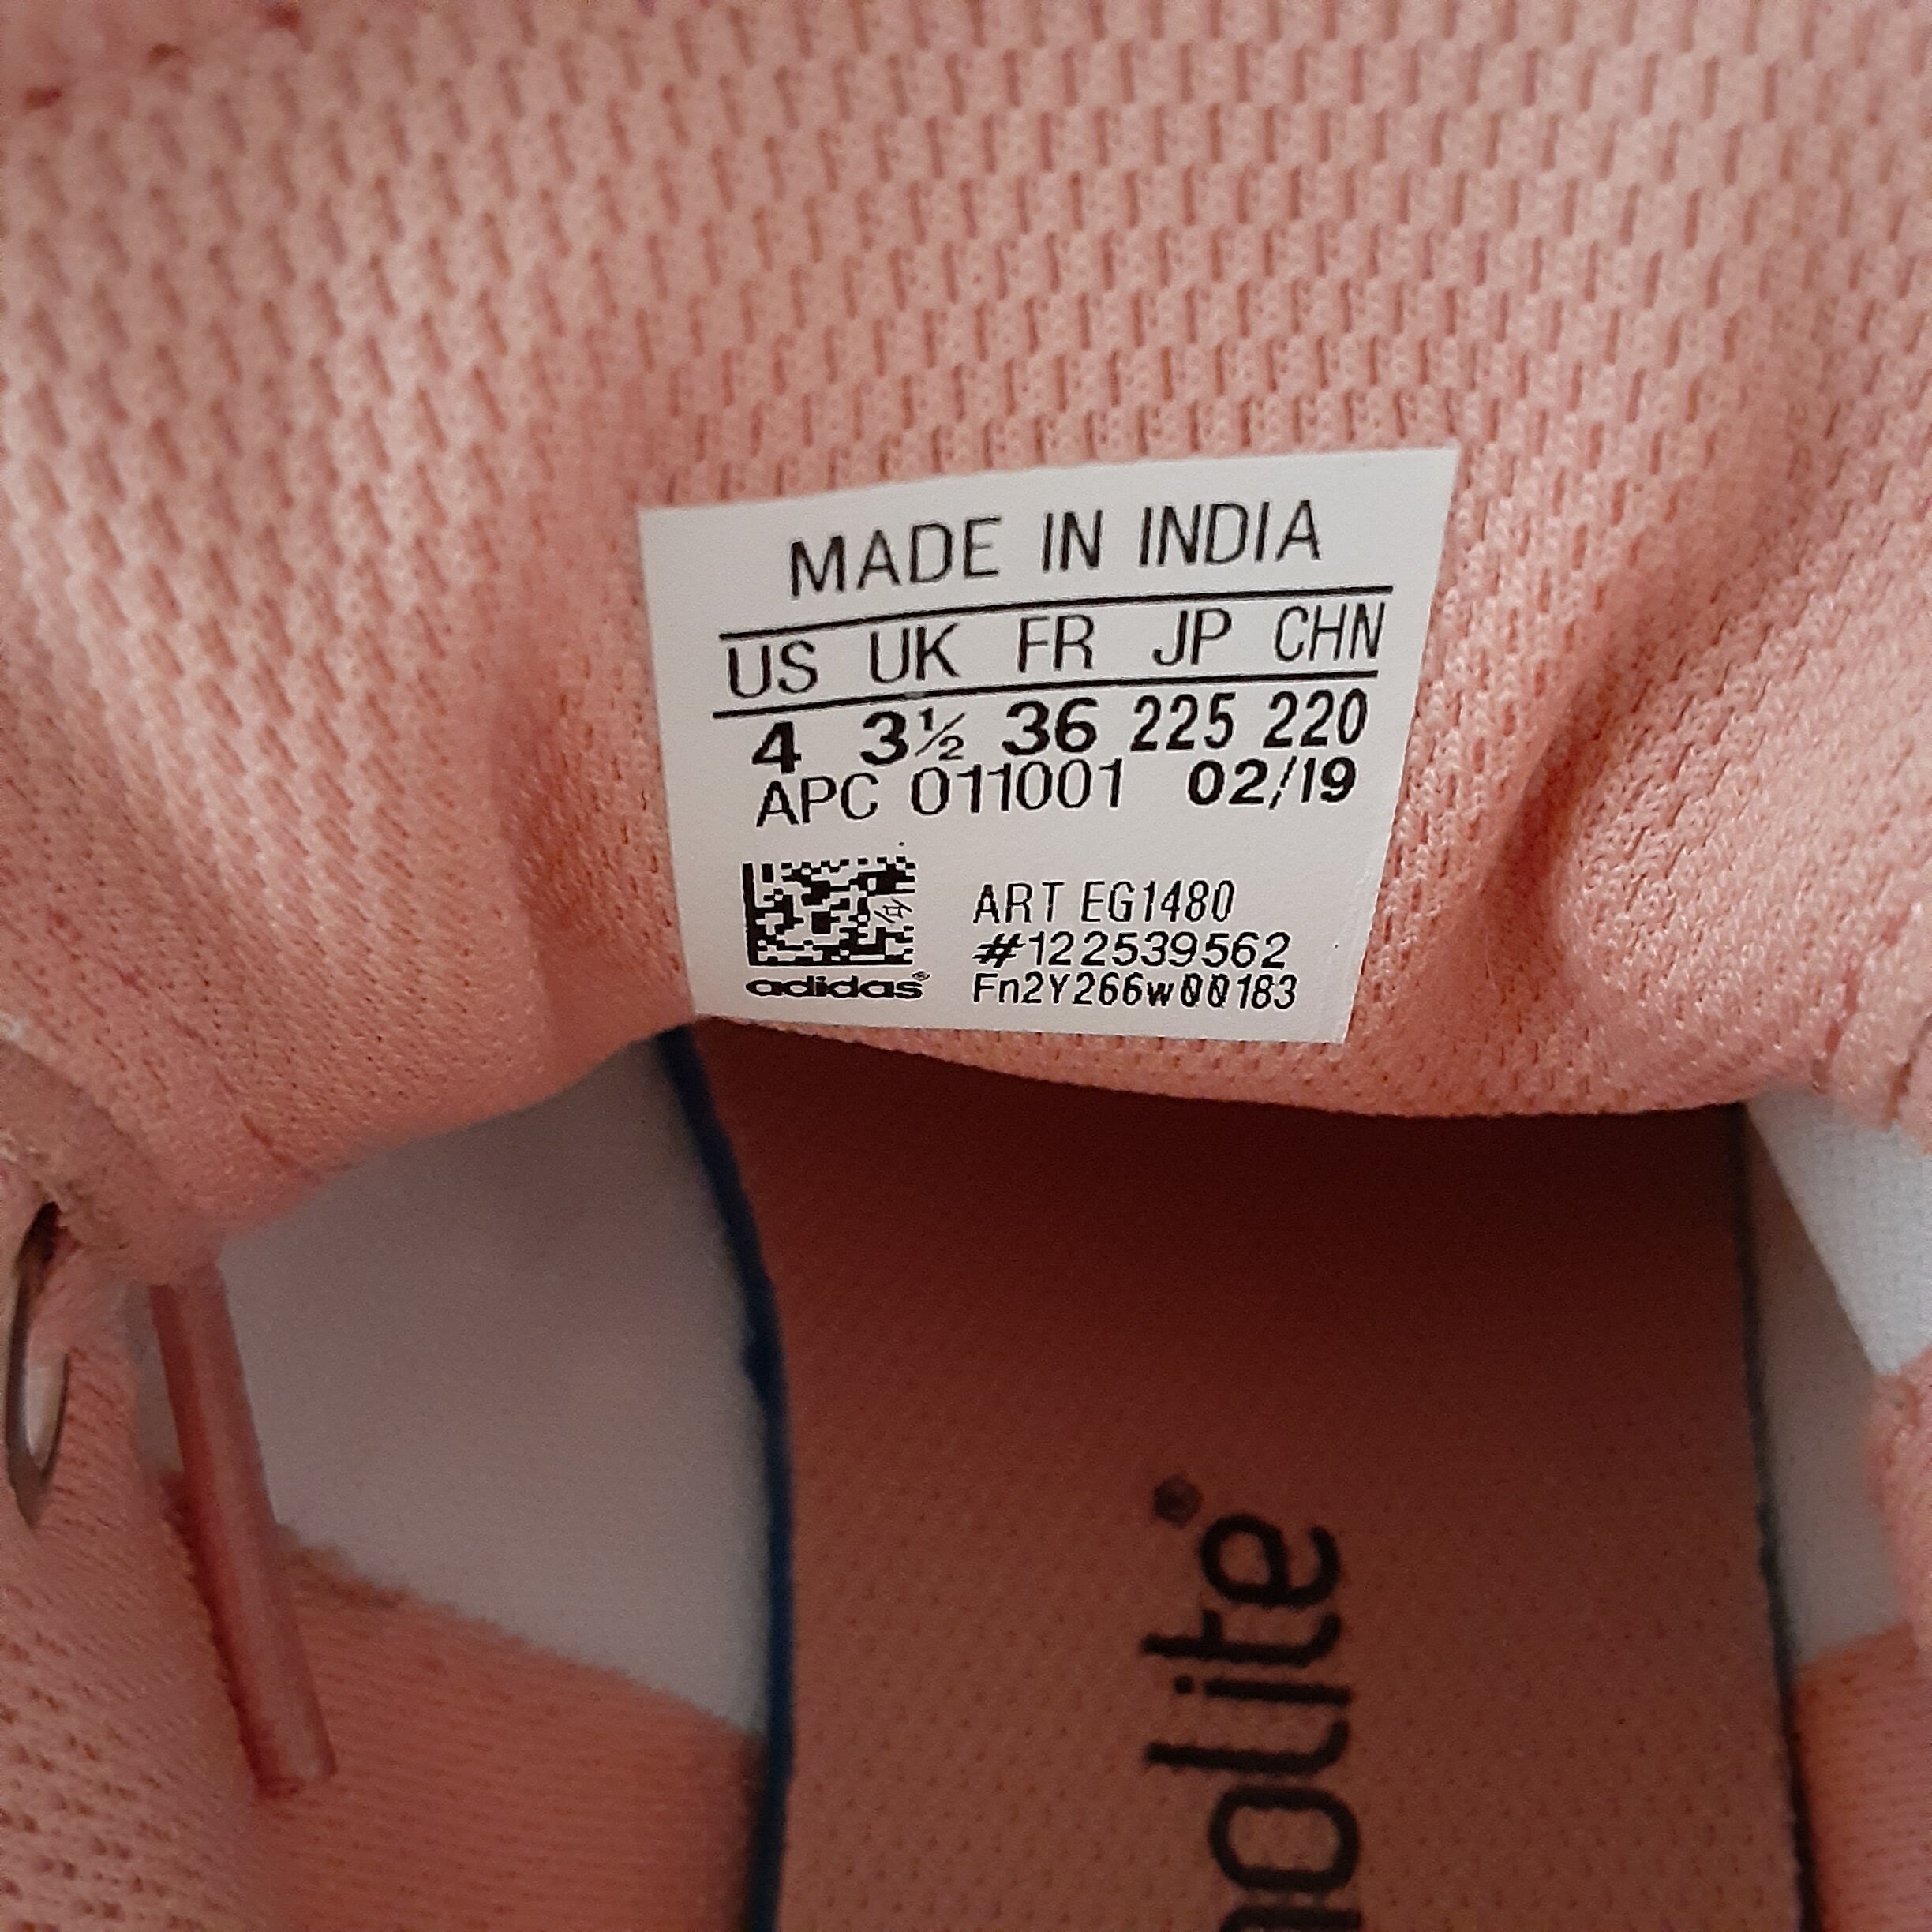 MADE IN INDIA
US UK FR JP CHN
4 3½ 36 225 220
APC 011001 02/19
ART EG1480
#122539562
Fn2Y266w00183
adidas®
nolite®